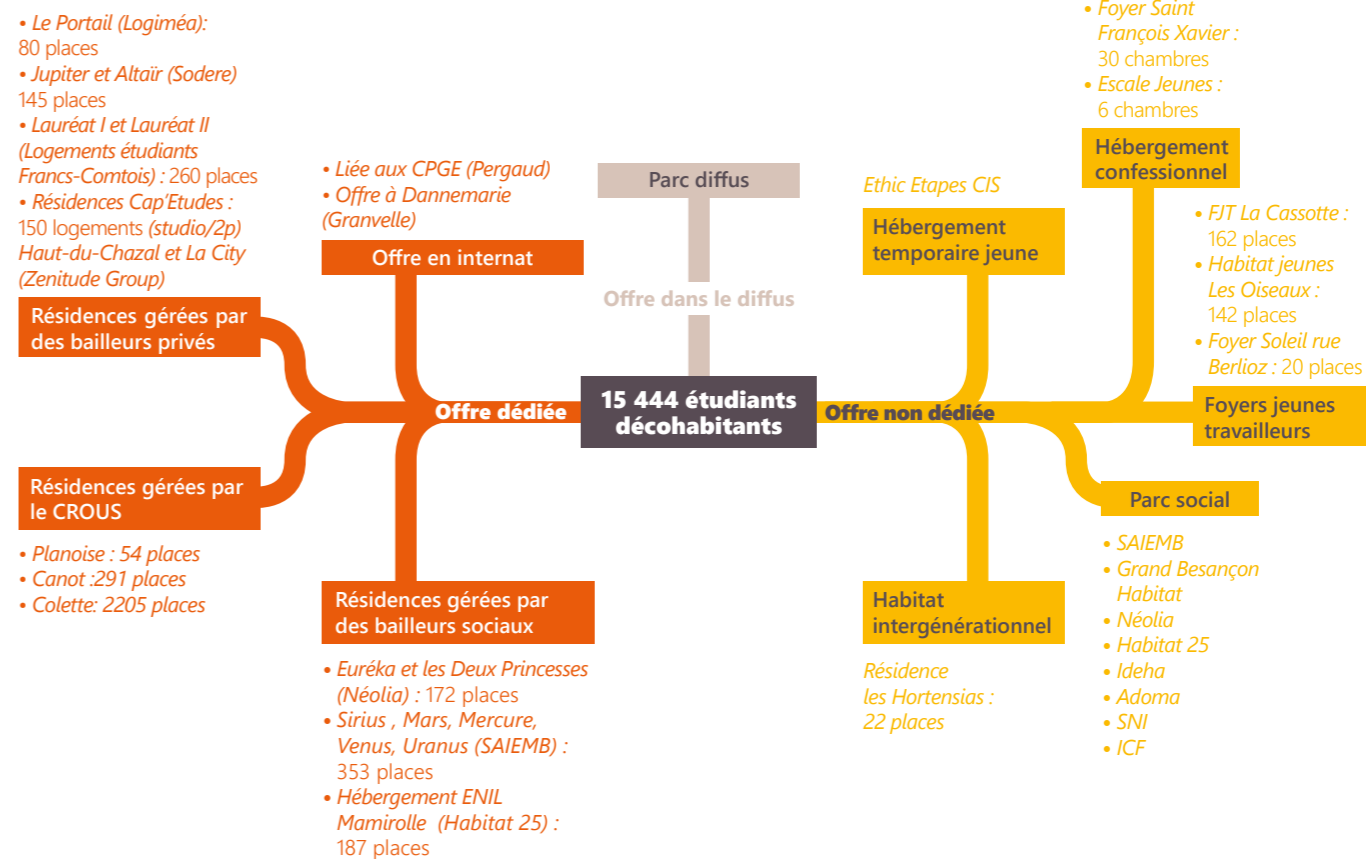 • Le Portail (Logiméa):
80 places
• Jupiter et Altaïr (Sodere)
145 places
• Lauréat I et Lauréat II
(Logements étudiants
Francs-Comtois) : 260 places
• Résidences Cap'Etudes :
150 logements (studio/2p)
Haut-du-Chazal et La City
(Zenitude Group)
Résidences gérées par
des bailleurs privés
• Liée aux CPGE (Pergaud)
• Offre à Dannemarie
(Granvelle)
Offre en internat
Parc diffus
Offre dans le diffus
Ethic Etapes CIS
Hébergement
temporaire jeune
• Foyer Saint
François Xavier :
30 chambres
• Escale Jeunes :
6 chambres
Hébergement
confessionnel
• FJT La Cassotte :
162 places
• Habitat jeunes
Les Oiseaux :
142 places
• Foyer Soleil rue
Berlioz : 20 places
Foyers jeunes
travailleurs
Offre dédiée
15 444 étudiants
décohabitants
Offre non dédiée
Résidences gérées par
le CROUS
• Planoise : 54 places
• Canot :291 places
• Colette: 2205 places
Résidences gérées par
des bailleurs sociaux
• Euréka et les Deux Princesses
(Néolia) : 172 places
• Sirius , Mars, Mercure,
Venus, Uranus (SAIEMB) :
353 places
• Hébergement ENIL
Mamirolle (Habitat 25) :
187 places
Habitat
intergénérationnel
Résidence
les Hortensias :
22 places
Parc social
• SAIEMB
• Grand Besançon
Habitat
• Néolia
• Habitat 25
• Ideha
• Adoma
• SNI
• ICF